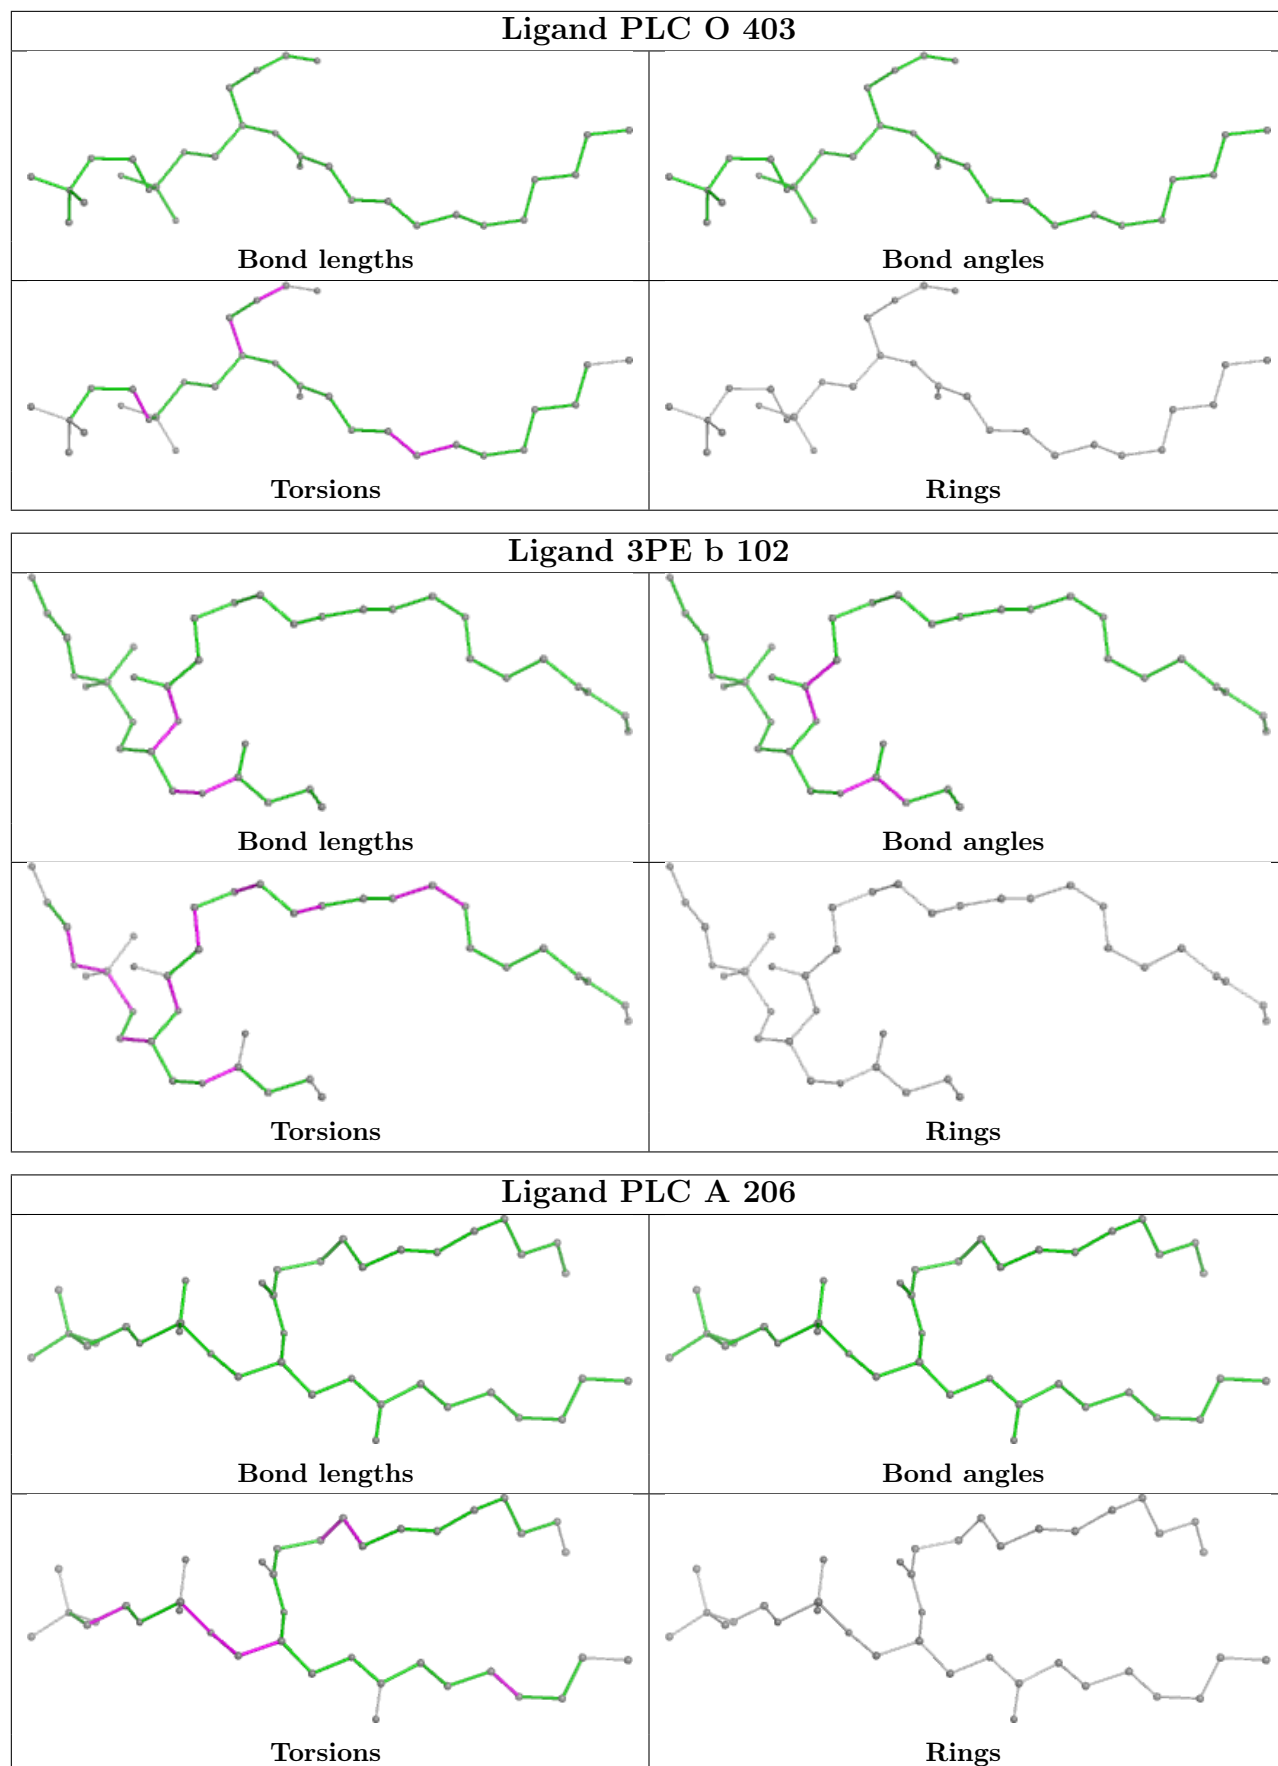 Ligand PLC O 403
Bond lengths
Bond angles
Torsions
Rings
Ligand 3PE b 102
Bond lengths
Bond angles
Torsions
Rings
Ligand PLC A 206
Bond lengths
Bond angles
Torsions
Rings